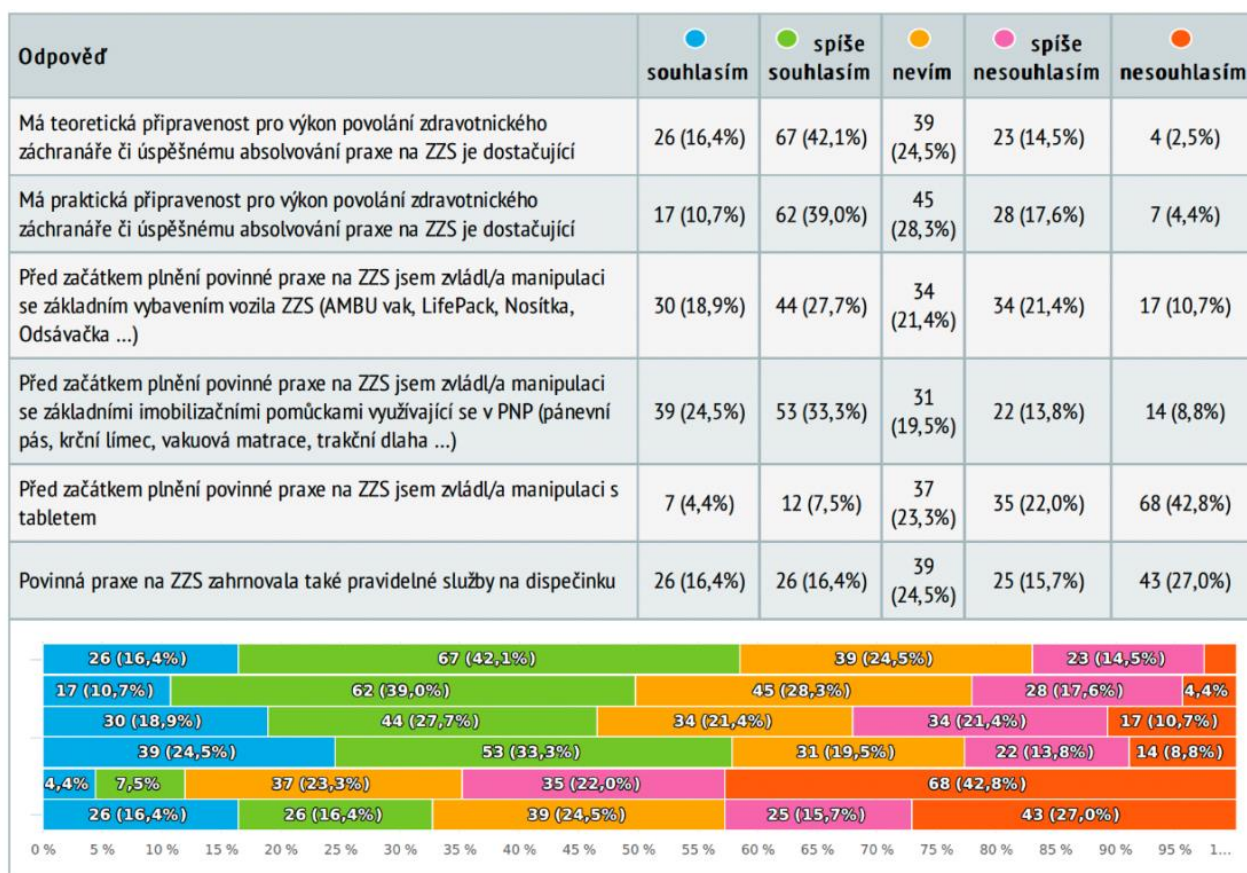 Odpověď
souhlasím
spíše
souhlasím
nevím
spíše
nesouhlasím
nesouhlasím
Má teoretická připravenost pro výkon povolání zdravotnického
záchranáře či úspěšnému absolvování praxe na ZZS je dostačující
26 (16,4%)
67 (42,1%)
39
(24,5%)
23 (14,5%)
4 (2,5%)
Má praktická připravenost pro výkon povolání zdravotnického
záchranáře či úspěšnému absolvování praxe na ZZS je dostačující
17 (10,7%)
62 (39,0%)
45
(28,3%)
28 (17,6%)
7 (4,4%)
Před začátkem plnění povinné praxe na ZZS jsem zvládl/a manipulaci
se základním vybavením vozila ZZS (AMBU vak, LifePack, Nosítka,
Odsávačka ...)
30 (18,9%)
44 (27,7%)
34
(21,4%)
34 (21,4%)
17 (10,7%)
Před začátkem plnění povinné praxe na ZZS jsem zvládl/a manipulaci
se základními imobilizačními pomůckami využívající se v PNP (pánevní
pás, krční límec, vakuová matrace, trakční dlaha ...)
39 (24,5%)
53 (33,3%)
31
(19,5%)
22 (13,8%)
14 (8,8%)
Před začátkem plnění povinné praxe na ZZS jsem zvládl/a manipulaci s
tabletem
7 (4,4%)
12 (7,5%)
37
(23,3%)
35 (22,0%)
68 (42,8%)
Povinná praxe na ZZS zahrnovala také pravidelné služby na dispečinku
26 (16,4%)
26 (16,4%)
39
(24,5%)
25 (15,7%)
43 (27,0%)
26 (16,4%) 67 (42,1%) 39 (24,5%) 23 (14,5%)
17 (10,7%) 62 (39,0%) 45 (28,3%) 28 (17,6%) 4,4%
30 (18,9%) 44 (27,7%) 34 (21,4%) 34 (21,4%) 17 (10,7%)
39 (24,5%) 53 (33,3%) 31 (19,5%) 22 (13,8%) 14 (8,8%)
4,4% 7,5% 37 (23,3%) 35 (22,0%) 68 (42,8%)
26 (16,4%) 26 (16,4%) 39 (24,5%) 25 (15,7%) 43 (27,0%)
0 % 5 % 10 % 15 % 20 % 25 % 30 % 35 % 40 % 45 % 50 % 55 % 60 % 65 % 70 % 75 % 80 % 85 % 90 % 95 % 1...